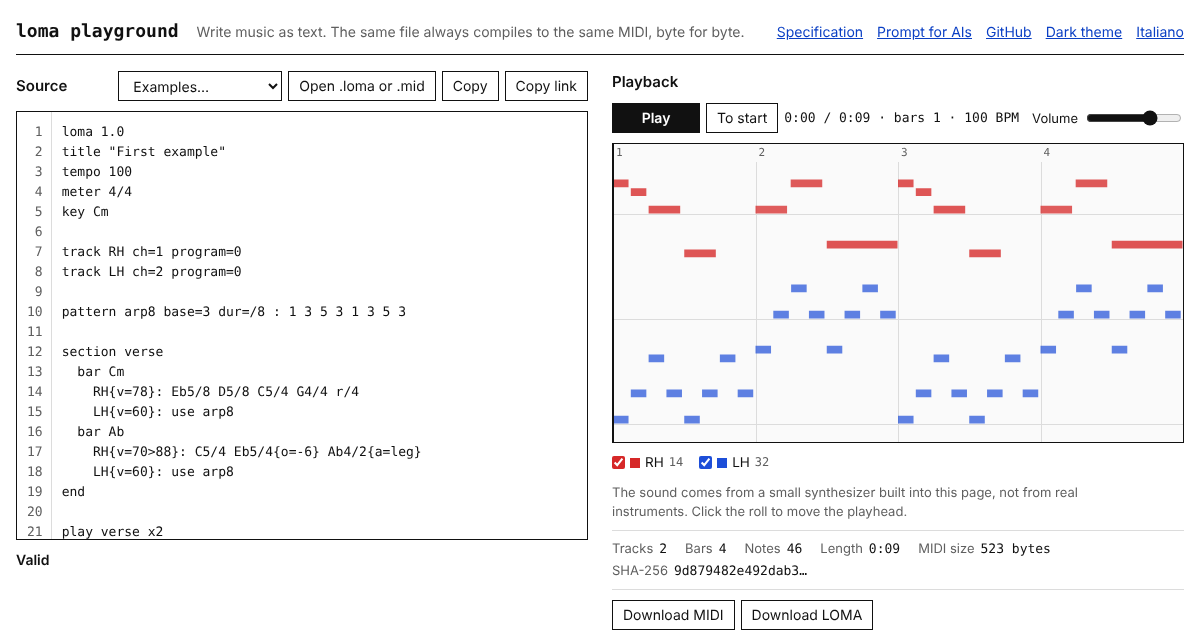 loma playground
Write music as text. The same file always compiles to the same MIDI, byte for byte.
Specification Prompt for AIs GitHub Dark theme Italiano
Source
Examples... Open .loma or .mid Copy Copy link
1 loma 1.0
2 title "First example"
3 tempo 100
4 meter 4/4
5 key Cm
6
7 track RH ch=1 program=0
8 track LH ch=2 program=0
9
10 pattern arp8 base=3 dur=/8 : 1 3 5 3 1 3 5 3
11
12 section verse
13 bar Cm
14 RH{v=78}: Eb5/8 D5/8 C5/4 G4/4 r/4
15 LH{v=60}: use arp8
16 bar Ab
17 RH{v=70>88}: C5/4 Eb5/4{o=-6} Ab4/2{a=leg}
18 LH{v=60}: use arp8
19 end
20
21 play verse x2
Valid
Playback
Play To start 0:00 / 0:09 · bars 1 · 100 BPM Volume
1 2 3 4
RH 14 LH 32
The sound comes from a small synthesizer built into this page, not from real
instruments. Click the roll to move the playhead.
Tracks 2 Bars 4 Notes 46 Length 0:09 MIDI size 523 bytes
SHA-256 9d879482e492dab3…
Download MIDI Download LOMA